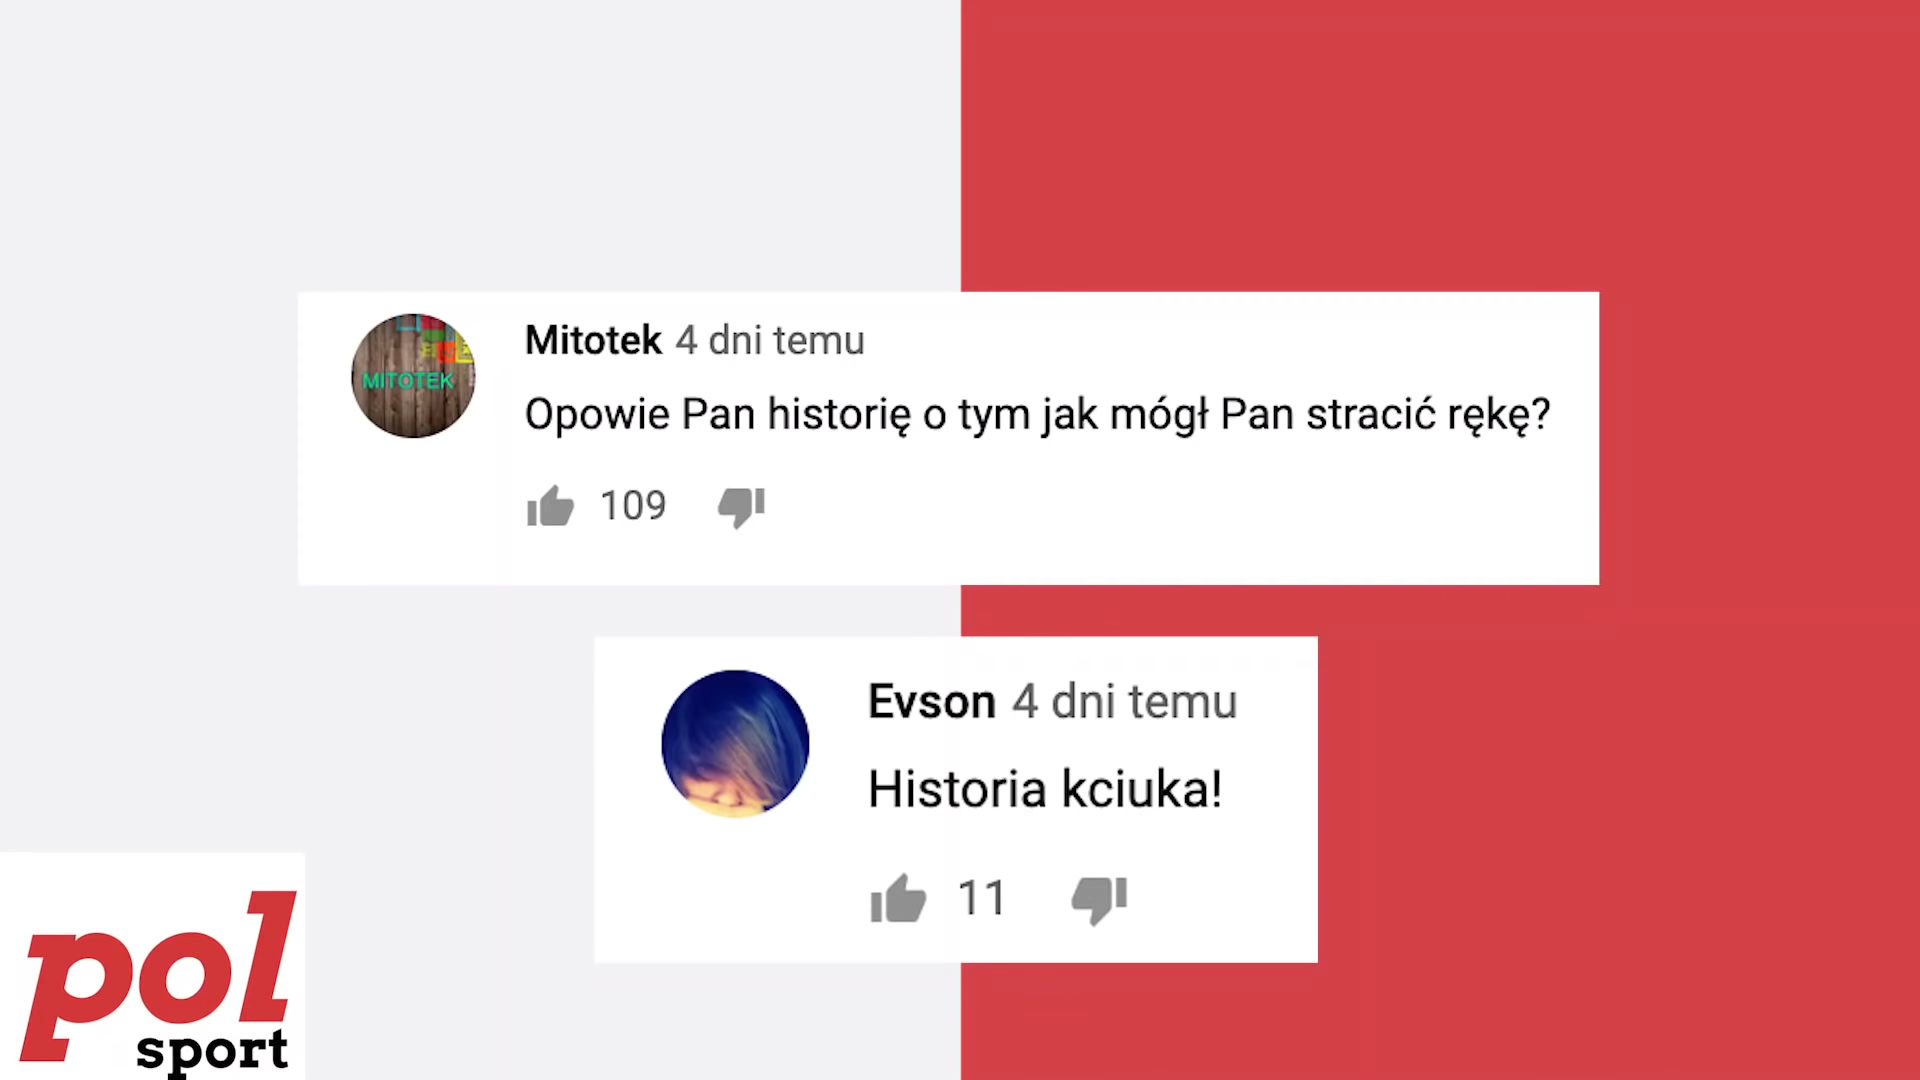 MITOTEK
Mitotek 4 dni temu
Opowie Pan historię o tym jak mógł Pan stracić rękę?
109
Evson 4 dni temu
Historia kciuka!
11
pol
sport